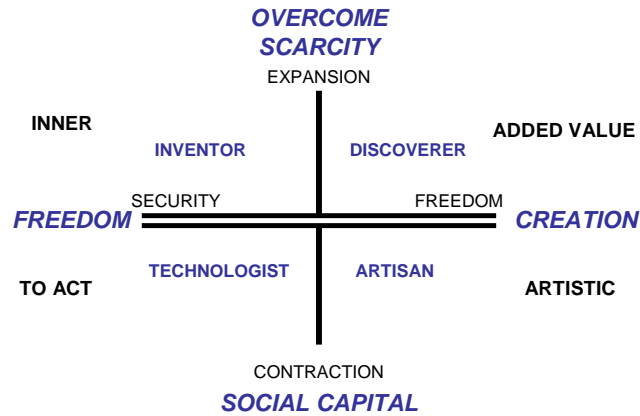 OVERCOME
SCARCITY
EXPANSION
INNER
ADDED VALUE
INVENTOR
DISCOVERER
SECURITY
FREEDOM
FREEDOM
CREATION
TECHNOLOGIST
ARTISAN
TO ACT
ARTISTIC
CONTRACTION
SOCIAL CAPITAL